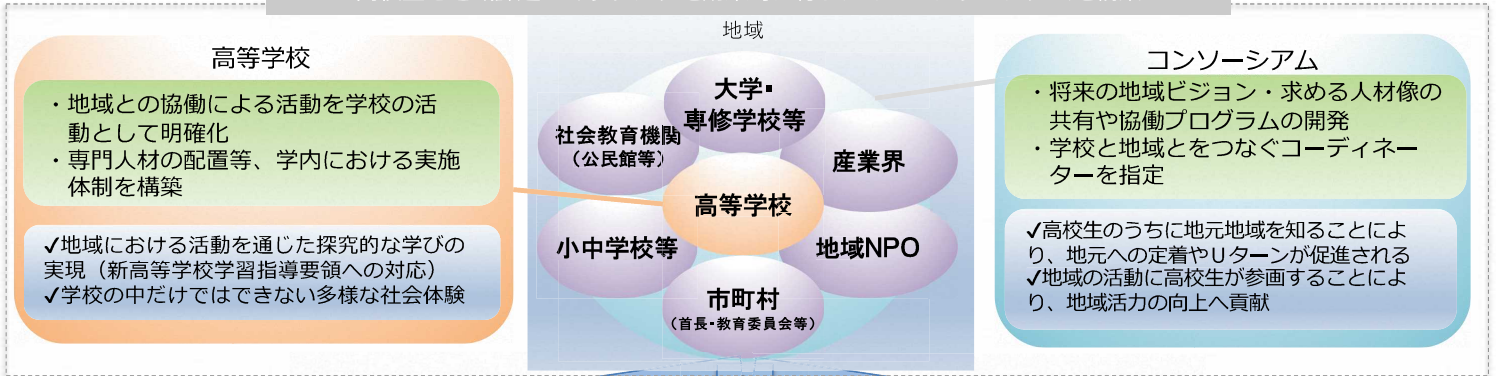 高等学校
・地域との協働による活動を学校の活
動として明確化
・専門人材の配置等、学内における実施
体制を構築
✓地域における活動を通じた探究的な学びの
実現（新高等学校学習指導要領への対応）
✓学校の中だけではできない多様な社会体験
地域
大学・
専修学校等
社会教育機関
（公民館等）
産業界
高等学校
小中学校等
地域NPO
市町村
（首長・教育委員会等）
コンソーシアム
・将来の地域ビジョン・求める人材像の
共有や協働プログラムの開発
・学校と地域とをつなぐコーディネー
ターを指定
✓高校生のうちに地元地域を知ることによ
り、地元への定着やＵターンが促進される
✓地域の活動に高校生が参画することによ
り、地域活力の向上へ貢献